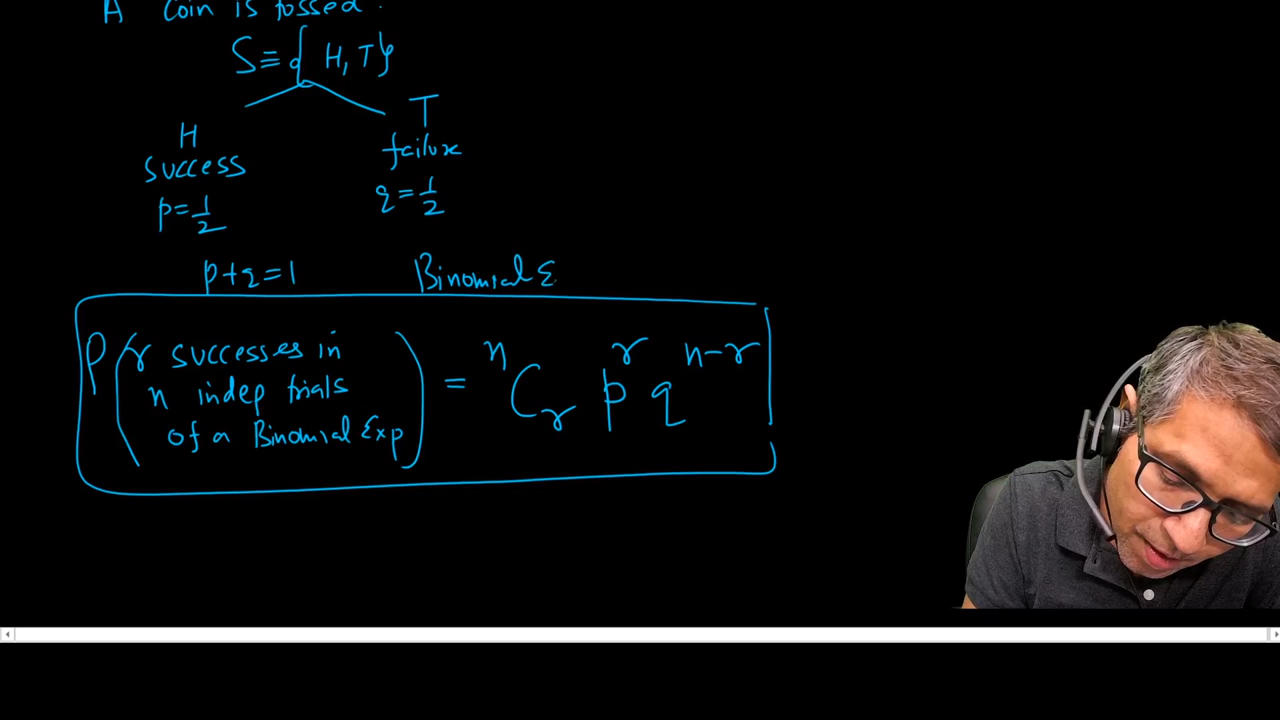 A Coin is tossed.
S ≡ { H, T }
H T
success failure
p = 1/2 q = 1/2
p + q = 1 Binomial E
P ( r successes in n indep trials of a Binomial Exp ) = ⁿCᵣ pʳ qⁿ⁻ʳ